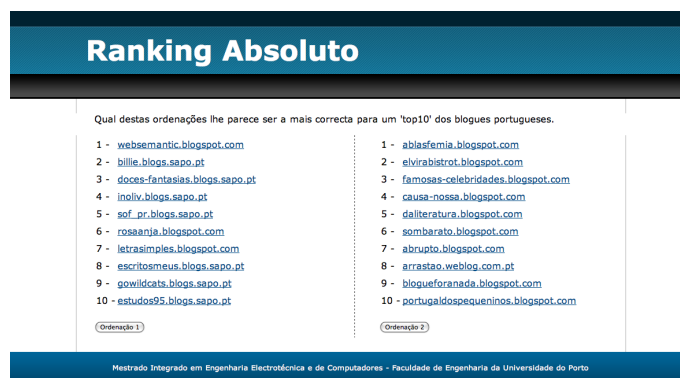 Ranking Absoluto
Qual destas ordenações lhe parece ser a mais correcta para um 'top10' dos blogues portugueses.
1 - websemantic.blogspot.com
2 - billie.blogs.sapo.pt
3 - doces-fantasias.blogs.sapo.pt
4 - inoliv.blogs.sapo.pt
5 - sof_pr.blogs.sapo.pt
6 - rosaanja.blogspot.com
7 - letrasimples.blogspot.com
8 - escritosmeus.blogs.sapo.pt
9 - gowildcats.blogs.sapo.pt
10 - estudos95.blogs.sapo.pt
Ordenação 1
1 - ablasfemia.blogspot.com
2 - elvirabistrot.blogspot.com
3 - famosas-celebridades.blogspot.com
4 - causa-nossa.blogspot.com
5 - daliteratura.blogspot.com
6 - sombarato.blogspot.com
7 - abrupto.blogspot.com
8 - arrastao.weblog.com.pt
9 - blogueforanada.blogspot.com
10 - portugaldospequeninos.blogspot.com
Ordenação 2
Mestrado Integrado em Engenharia Electrotécnica e de Computadores - Faculdade de Engenharia da Universidade do Porto